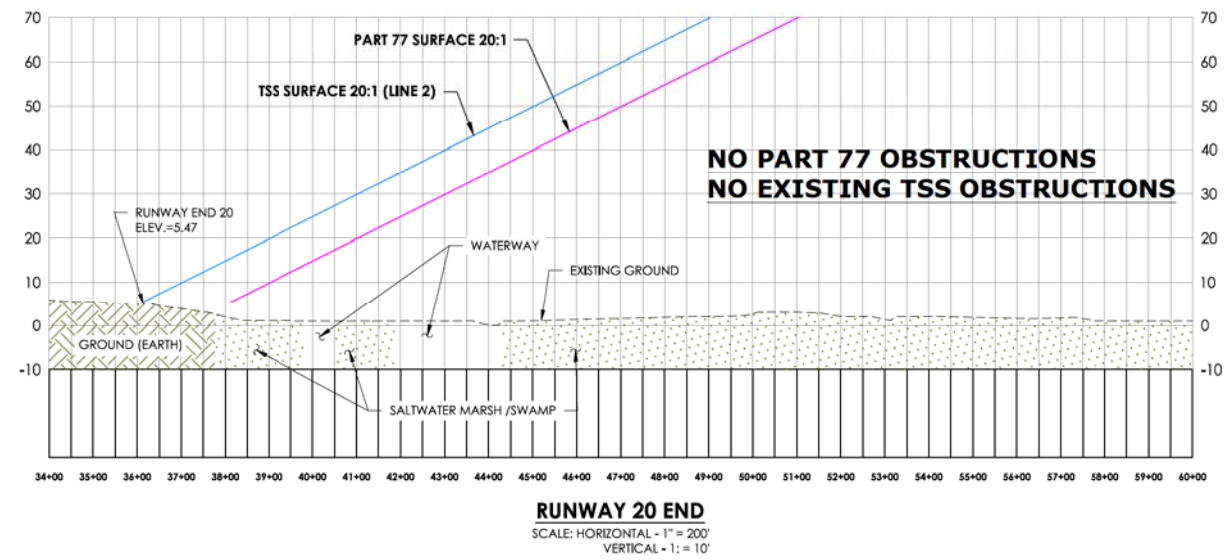 70
60
50
40
30
20
10
0
-10
70
60
50
40
30
20
10
0
-10
PART 77 SURFACE 20:1
TSS SURFACE 20:1 (LINE 2)
NO PART 77 OBSTRUCTIONS
NO EXISTING TSS OBSTRUCTIONS
RUNWAY END 20
ELEV.=5.47
WATERWAY
EXISTING GROUND
GROUND (EARTH)
SALTWATER MARSH /SWAMP
34+00 35+00 36+00 37+00 38+00 39+00 40+00 41+00 42+00 43+00 44+00 45+00 46+00 47+00 48+00 49+00 50+00 51+00 52+00 53+00 54+00 55+00 56+00 57+00 58+00 59+00 60+00
RUNWAY 20 END
SCALE: HORIZONTAL - 1" = 200'
VERTICAL - 1: = 10'